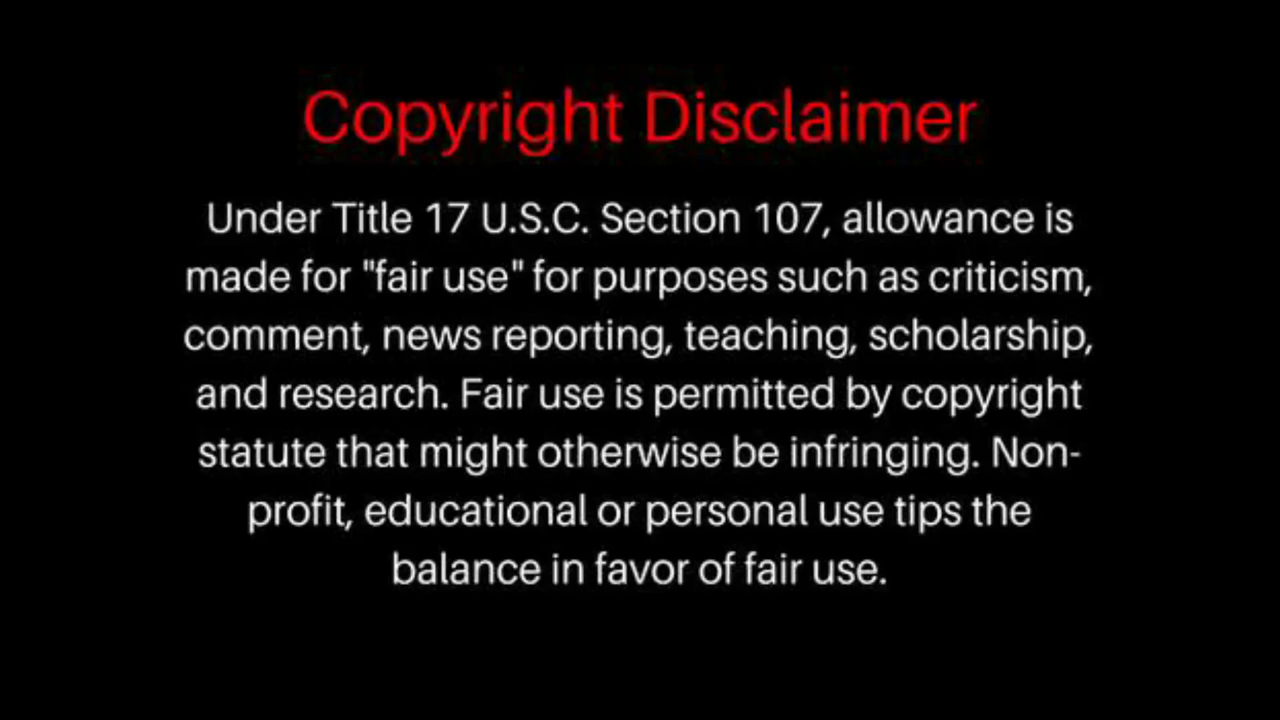 Copyright Disclaimer
Under Title 17 U.S.C. Section 107, allowance is
made for "fair use" for purposes such as criticism,
comment, news reporting, teaching, scholarship,
and research. Fair use is permitted by copyright
statute that might otherwise be infringing. Non-
profit, educational or personal use tips the
balance in favor of fair use.